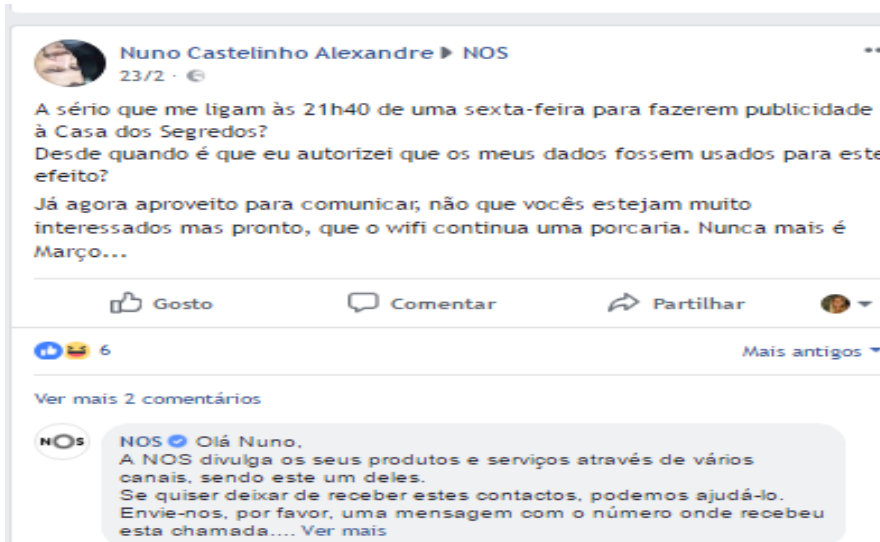 Nuno Castelinho Alexandre ▶ NOS
23/2 ·
A sério que me ligam às 21h40 de uma sexta-feira para fazerem publicidade
à Casa dos Segredos?
Desde quando é que eu autorizei que os meus dados fossem usados para este
efeito?
Já agora aproveito para comunicar, não que vocês estejam muito
interessados mas pronto, que o wifi continua uma porcaria. Nunca mais é
Março...
Gosto Comentar Partilhar
6 Mais antigos
Ver mais 2 comentários
NOS NOS Olá Nuno,
A NOS divulga os seus produtos e serviços através de vários
canais, sendo este um deles.
Se quiser deixar de receber estes contactos, podemos ajudá-lo.
Envie-nos, por favor, uma mensagem com o número onde recebeu
esta chamada.... Ver mais